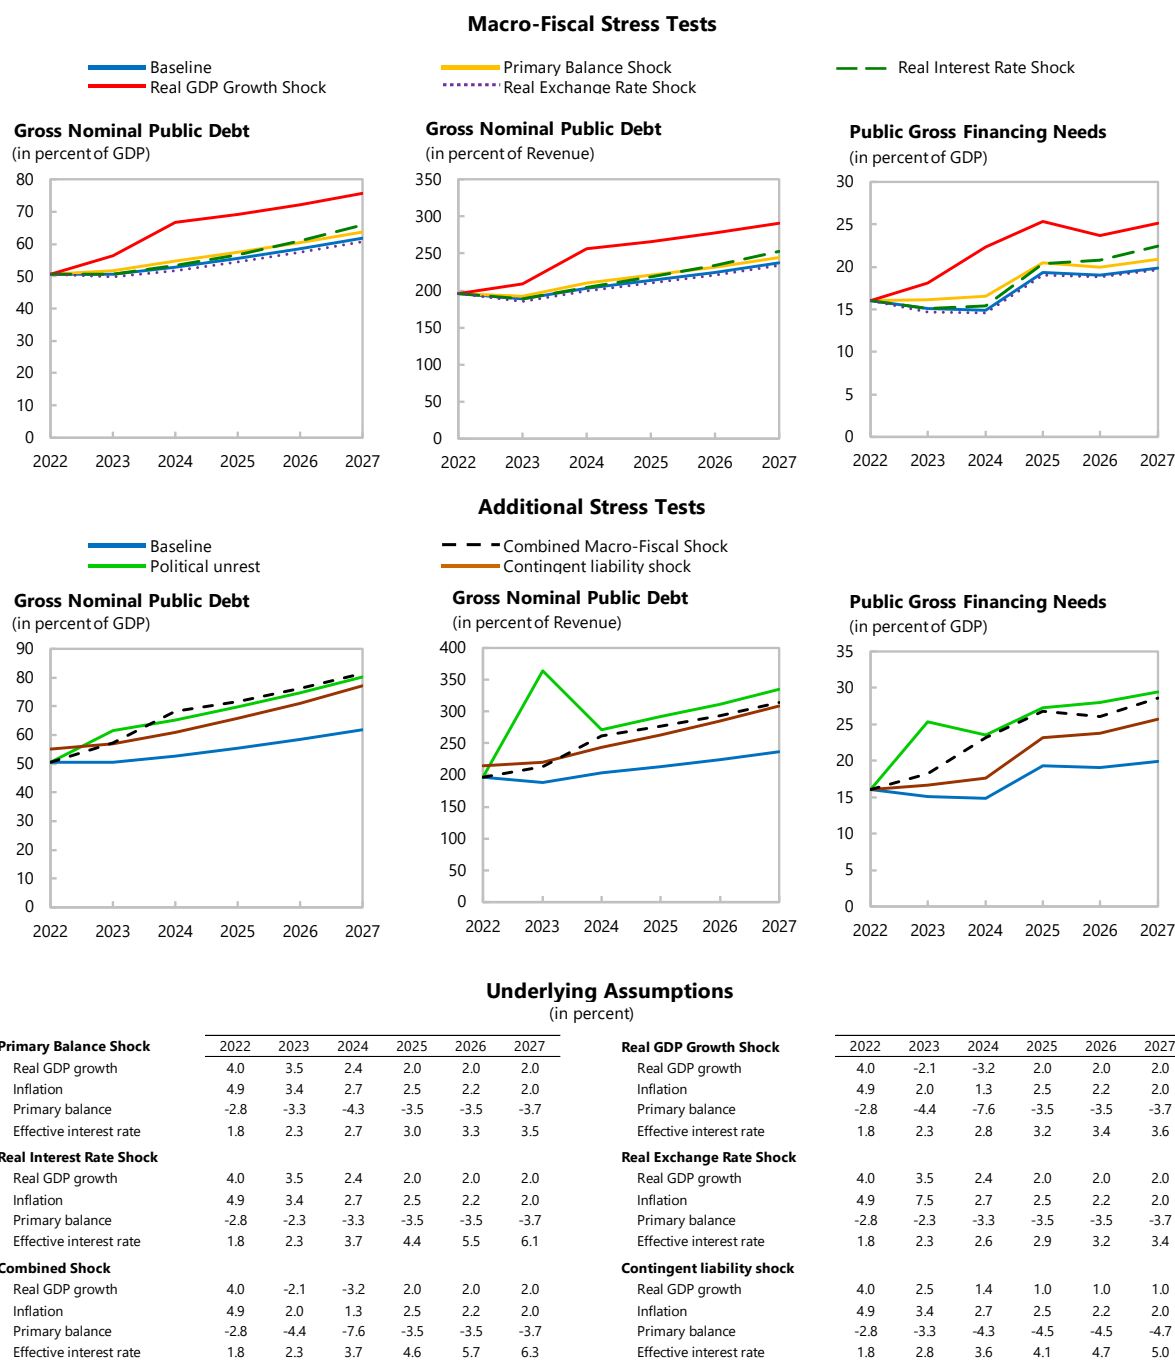 Macro-Fiscal Stress Tests
Baseline
Primary Balance Shock
Real Interest Rate Shock
Real GDP Growth Shock
Real Exchange Rate Shock
Gross Nominal Public Debt
(in percent of GDP)
80
70
60
50
40
30
20
10
0
2022 2023 2024 2025 2026 2027
Gross Nominal Public Debt
(in percent of Revenue)
350
300
250
200
150
100
50
0
2022 2023 2024 2025 2026 2027
Public Gross Financing Needs
(in percent of GDP)
30
25
20
15
10
5
0
2022 2023 2024 2025 2026 2027
Additional Stress Tests
Baseline
Combined Macro-Fiscal Shock
Political unrest
Contingent liability shock
Gross Nominal Public Debt
(in percent of GDP)
90
80
70
60
50
40
30
20
10
0
2022 2023 2024 2025 2026 2027
Gross Nominal Public Debt
(in percent of Revenue)
400
350
300
250
200
150
100
50
0
2022 2023 2024 2025 2026 2027
Public Gross Financing Needs
(in percent of GDP)
35
30
25
20
15
10
5
0
2022 2023 2024 2025 2026 2027
Underlying Assumptions
(in percent)
Primary Balance Shock 2022 2023 2024 2025 2026 2027
Real GDP growth 4.0 3.5 2.4 2.0 2.0 2.0
Inflation 4.9 3.4 2.7 2.5 2.2 2.0
Primary balance -2.8 -3.3 -4.3 -3.5 -3.5 -3.7
Effective interest rate 1.8 2.3 2.7 3.0 3.3 3.5
Real Interest Rate Shock
Real GDP growth 4.0 3.5 2.4 2.0 2.0 2.0
Inflation 4.9 3.4 2.7 2.5 2.2 2.0
Primary balance -2.8 -2.3 -3.3 -3.5 -3.5 -3.7
Effective interest rate 1.8 2.3 3.7 4.4 5.5 6.1
Combined Shock
Real GDP growth 4.0 -2.1 -3.2 2.0 2.0 2.0
Inflation 4.9 2.0 1.3 2.5 2.2 2.0
Primary balance -2.8 -4.4 -7.6 -3.5 -3.5 -3.7
Effective interest rate 1.8 2.3 3.7 4.6 5.7 6.3
Real GDP Growth Shock 2022 2023 2024 2025 2026 2027
Real GDP growth 4.0 -2.1 -3.2 2.0 2.0 2.0
Inflation 4.9 2.0 1.3 2.5 2.2 2.0
Primary balance -2.8 -4.4 -7.6 -3.5 -3.5 -3.7
Effective interest rate 1.8 2.3 2.8 3.2 3.4 3.6
Real Exchange Rate Shock
Real GDP growth 4.0 3.5 2.4 2.0 2.0 2.0
Inflation 4.9 7.5 2.7 2.5 2.2 2.0
Primary balance -2.8 -2.3 -3.3 -3.5 -3.5 -3.7
Effective interest rate 1.8 2.3 2.6 2.9 3.2 3.4
Contingent liability shock
Real GDP growth 4.0 2.5 1.4 1.0 1.0 1.0
Inflation 4.9 3.4 2.7 2.5 2.2 2.0
Primary balance -2.8 -3.3 -4.3 -4.5 -4.5 -4.7
Effective interest rate 1.8 2.8 3.6 4.1 4.7 5.0